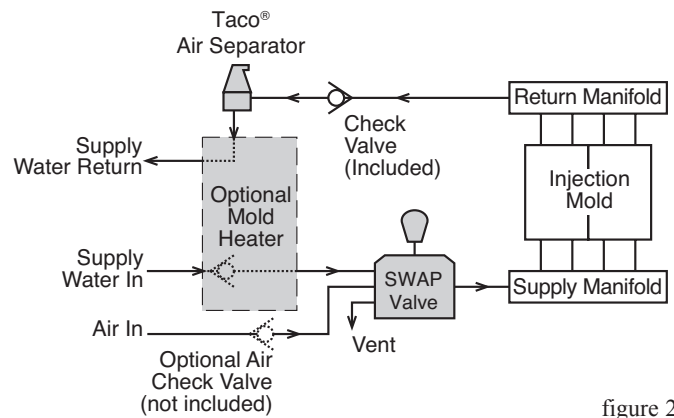 Taco®
Air Separator
Return Manifold
Check
Valve
(Included)
Supply
Water Return
Optional
Mold
Heater
Injection
Mold
Supply
Water In
SWAP
Valve
Supply Manifold
Air In
Vent
Optional Air
Check Valve
(not included)
figure 2